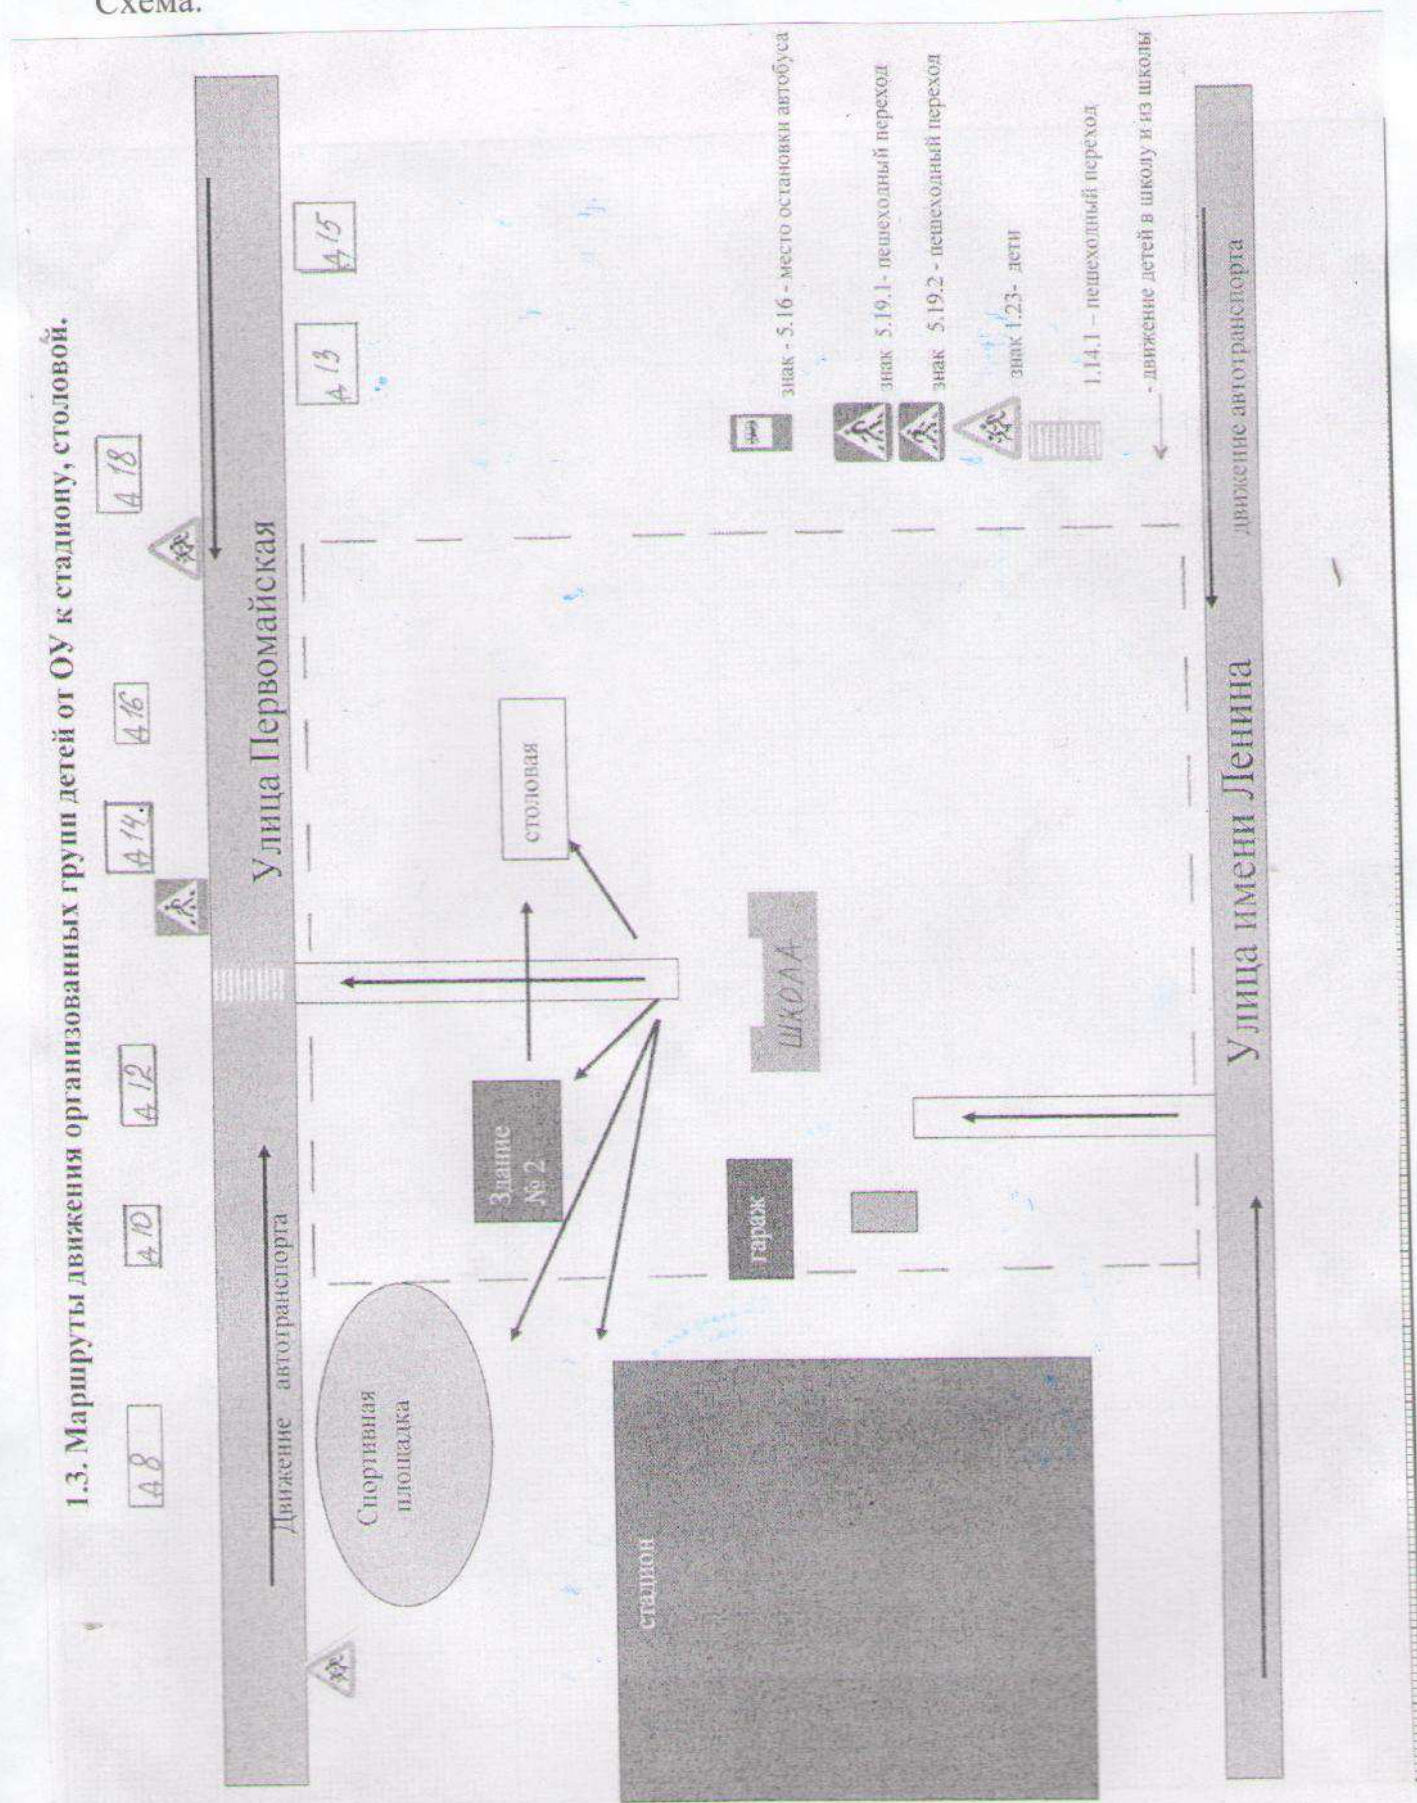 Схема.
1.3. Маршруты движения организованных групп детей от ОУ к стадиону, столовой.
Д 8
Д 10
Д 12
Д 14.
Д 16
Д 18
Движение автотранспорта
Улица Первомайская
Д 13
Д 15
Спортивная
площадка
Здание
№ 2
столовая
стадион
гараж
ШКОЛА
знак - 5.16 - место остановки автобуса
знак 5.19.1- пешеходный переход
знак 5.19.2 - пешеходный переход
знак 1.23- дети
1.14.1 – пешеходный переход
- движение детей в школу и из школы
Улица имени Ленина
движение автотранспорта